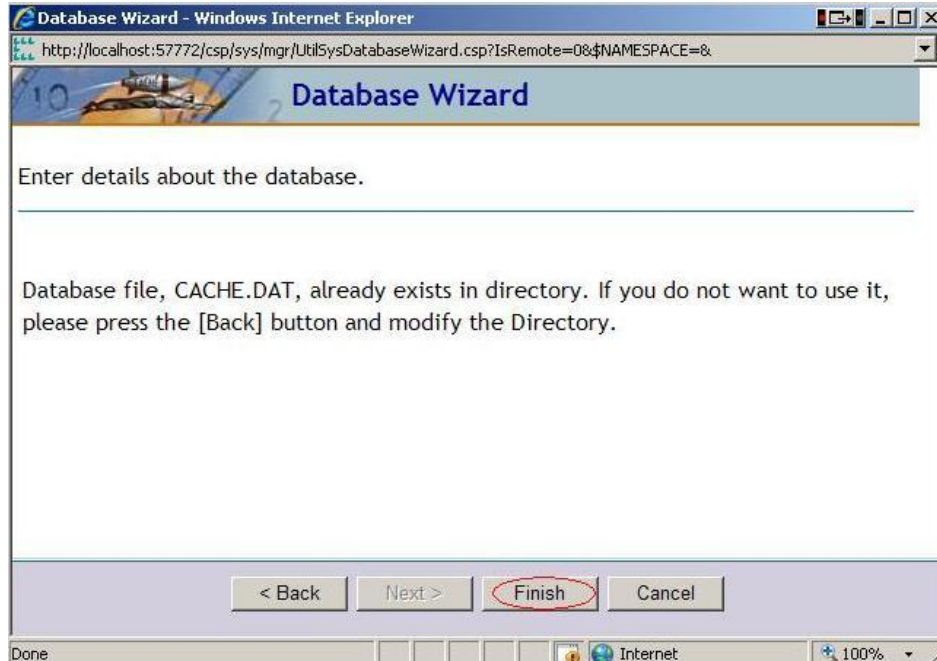 Database Wizard - Windows Internet Explorer
http://localhost:57772/csp/sys/mgr/UtilSysDatabaseWizard.csp?IsRemote=0&$NAMESPACE=&
Database Wizard
Enter details about the database.
Database file, CACHE.DAT, already exists in directory. If you do not want to use it,
please press the [Back] button and modify the Directory.
< Back Next > Finish Cancel
Done Internet 100%